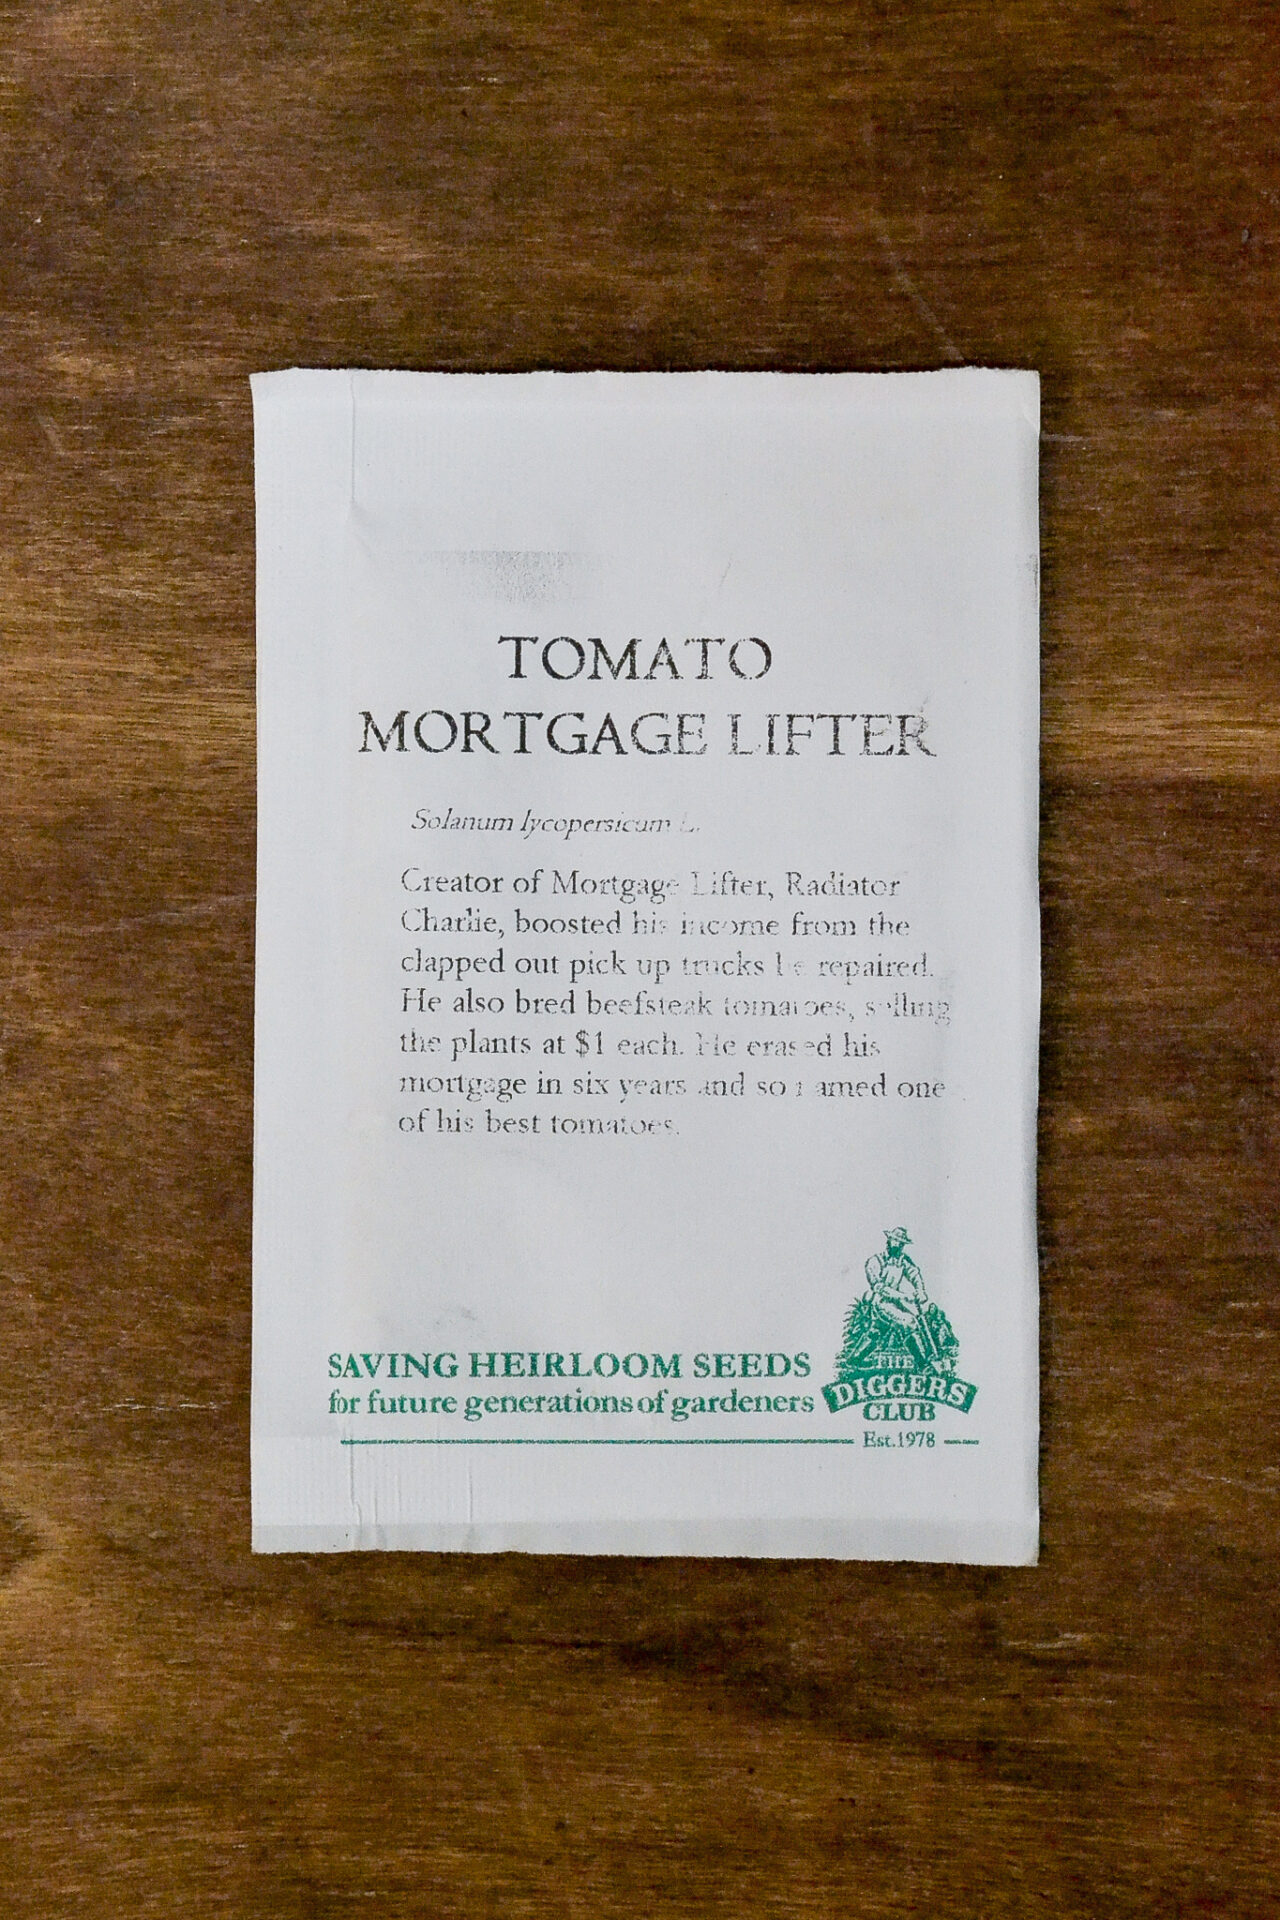 TOMATO
MORTGAGE LIFTER
Solanum lycopersicum L.
Creator of Mortgage Lifter, Radiator
Charlie, boosted his income from the
clapped out pick up trucks he repaired.
He also bred beefsteak tomatoes, selling
the plants at $1 each. He erased his
mortgage in six years and so named one
of his best tomatoes.
SAVING HEIRLOOM SEEDS
for future generations of gardeners
THE
DIGGERS
CLUB
Est.1978